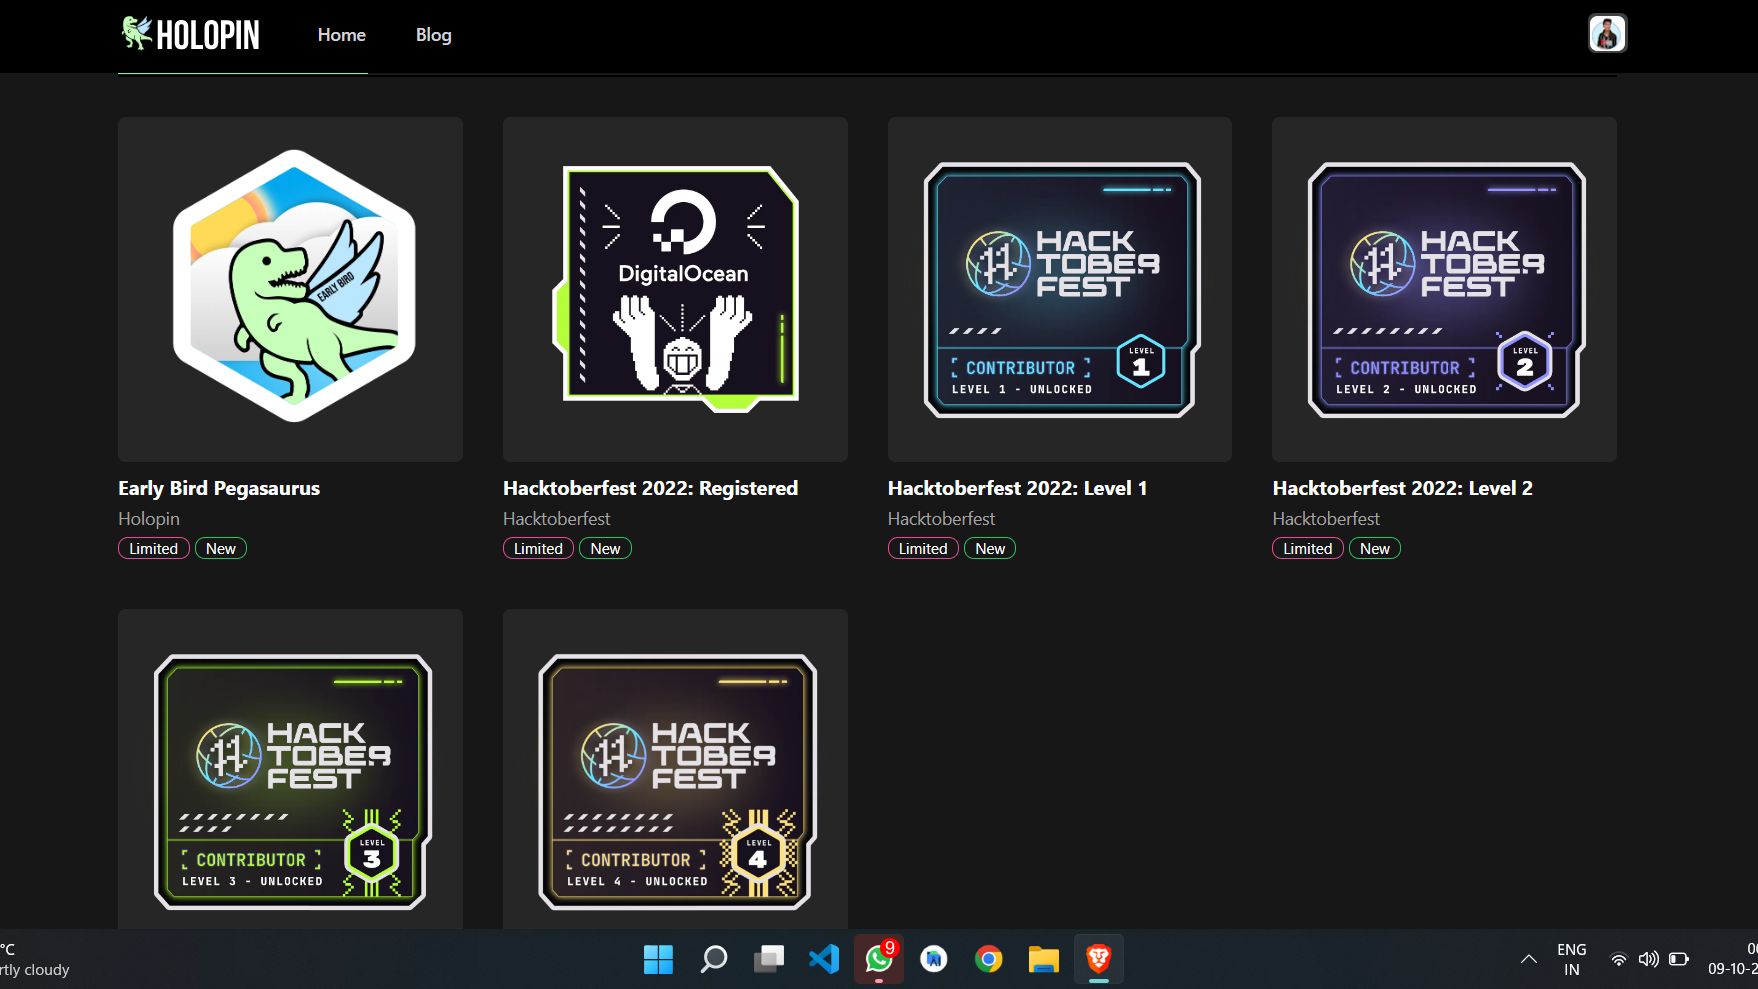 HOLOPIN
Home
Blog
EARLY BIRD
DigitalOcean
HACK
TOBER
FEST
[ CONTRIBUTOR ]
LEVEL 1 - UNLOCKED
LEVEL
1
HACK
TOBER
FEST
[ CONTRIBUTOR ]
LEVEL 2 - UNLOCKED
LEVEL
2
Early Bird Pegasaurus
Holopin
Limited New
Hacktoberfest 2022: Registered
Hacktoberfest
Limited New
Hacktoberfest 2022: Level 1
Hacktoberfest
Limited New
Hacktoberfest 2022: Level 2
Hacktoberfest
Limited New
HACK
TOBER
FEST
[ CONTRIBUTOR ]
LEVEL 3 - UNLOCKED
LEVEL
3
HACK
TOBER
FEST
[ CONTRIBUTOR ]
LEVEL 4 - UNLOCKED
LEVEL
4
°C
rtly cloudy
9
ENG
IN
09-10-2